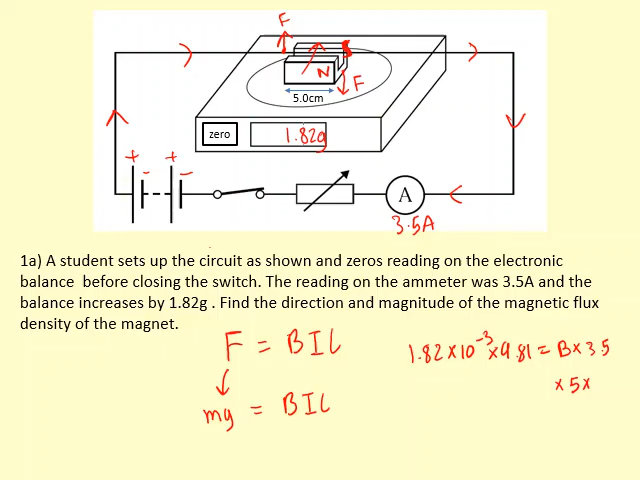 F
S
N
F
5.0cm
zero
1.82g
+ +
- -
A
3.5A
1a) A student sets up the circuit as shown and zeros reading on the electronic
balance before closing the switch. The reading on the ammeter was 3.5A and the
balance increases by 1.82g . Find the direction and magnitude of the magnetic flux
density of the magnet.
F = BIL
1.82 × 10⁻³ × 9.81 = B × 3.5
× 5 ×
mg = BIL